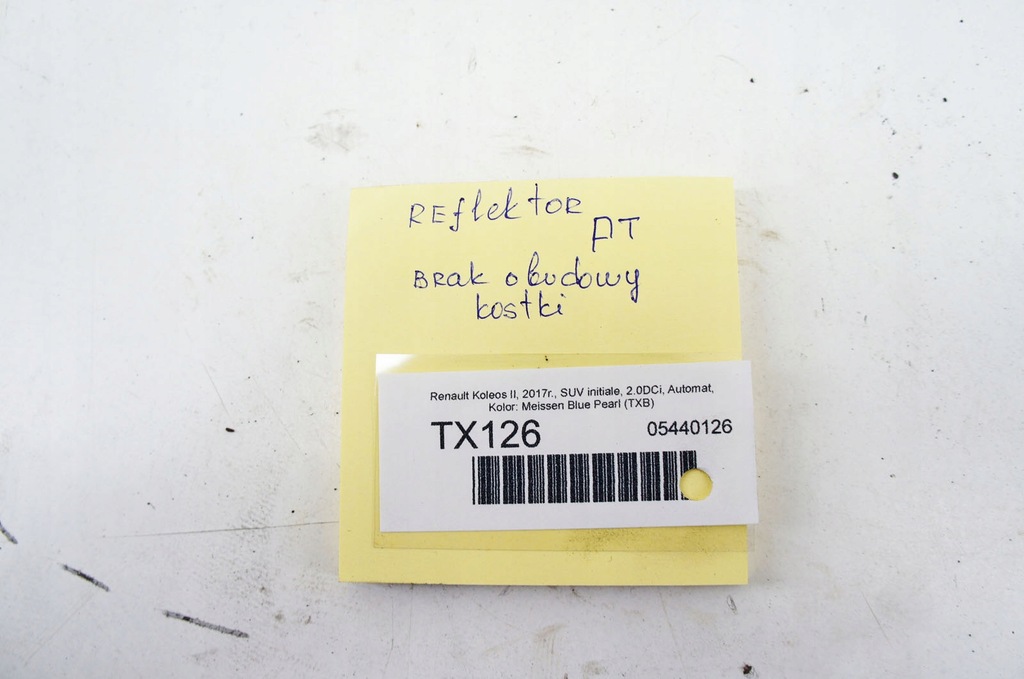 REflektOR
PT
BRak obudowy
kostki
Renault Koleos II, 2017r., SUV initiale, 2.0DCi, Automat,
Kolor: Meissen Blue Pearl (TXB)
TX126 05440126